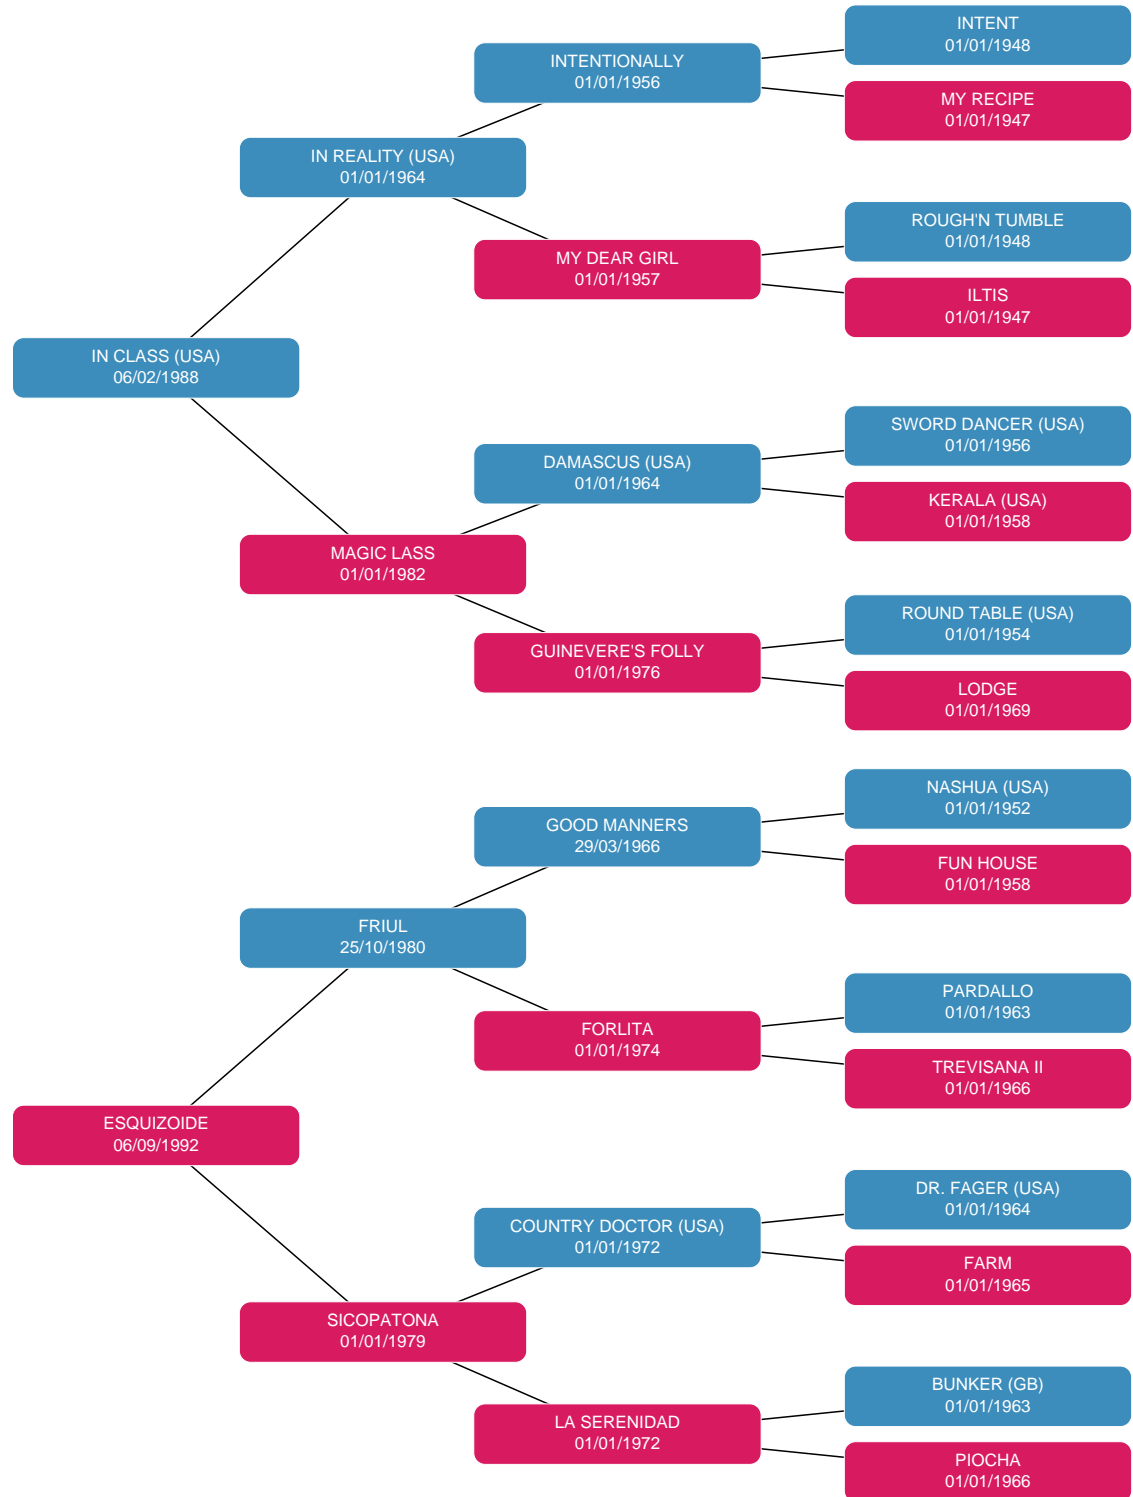 INTENT
01/01/1948
INTENTIONALLY
01/01/1956
MY RECIPE
01/01/1947
IN REALITY (USA)
01/01/1964
ROUGH'N TUMBLE
01/01/1948
MY DEAR GIRL
01/01/1957
ILTIS
01/01/1947
IN CLASS (USA)
06/02/1988
SWORD DANCER (USA)
01/01/1956
DAMASCUS (USA)
01/01/1964
KERALA (USA)
01/01/1958
MAGIC LASS
01/01/1982
ROUND TABLE (USA)
01/01/1954
GUINEVERE'S FOLLY
01/01/1976
LODGE
01/01/1969
NASHUA (USA)
01/01/1952
GOOD MANNERS
29/03/1966
FUN HOUSE
01/01/1958
FRIUL
25/10/1980
PARDALLO
01/01/1963
FORLITA
01/01/1974
TREVISANA II
01/01/1966
ESQUIZOIDE
06/09/1992
DR. FAGER (USA)
01/01/1964
COUNTRY DOCTOR (USA)
01/01/1972
FARM
01/01/1965
SICOPATONA
01/01/1979
BUNKER (GB)
01/01/1963
LA SERENIDAD
01/01/1972
PIOCHA
01/01/1966